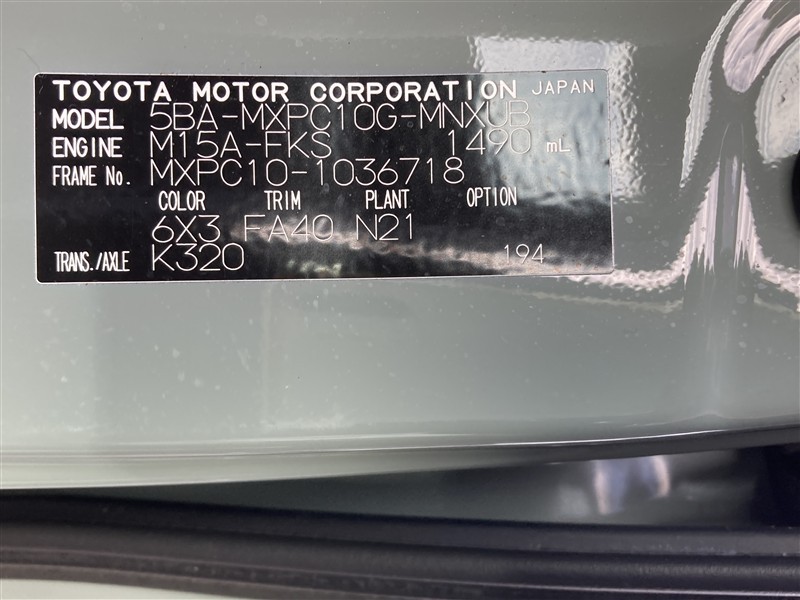 TOYOTA MOTOR CORPORATION JAPAN
MODEL 5BA-MXPC10G-MNXUB
ENGINE M15A-FKS 1490 mL
FRAME No. MXPC10-1036718
COLOR TRIM PLANT OPTION
6X3 FA40 N21
TRANS./AXLE K320 194